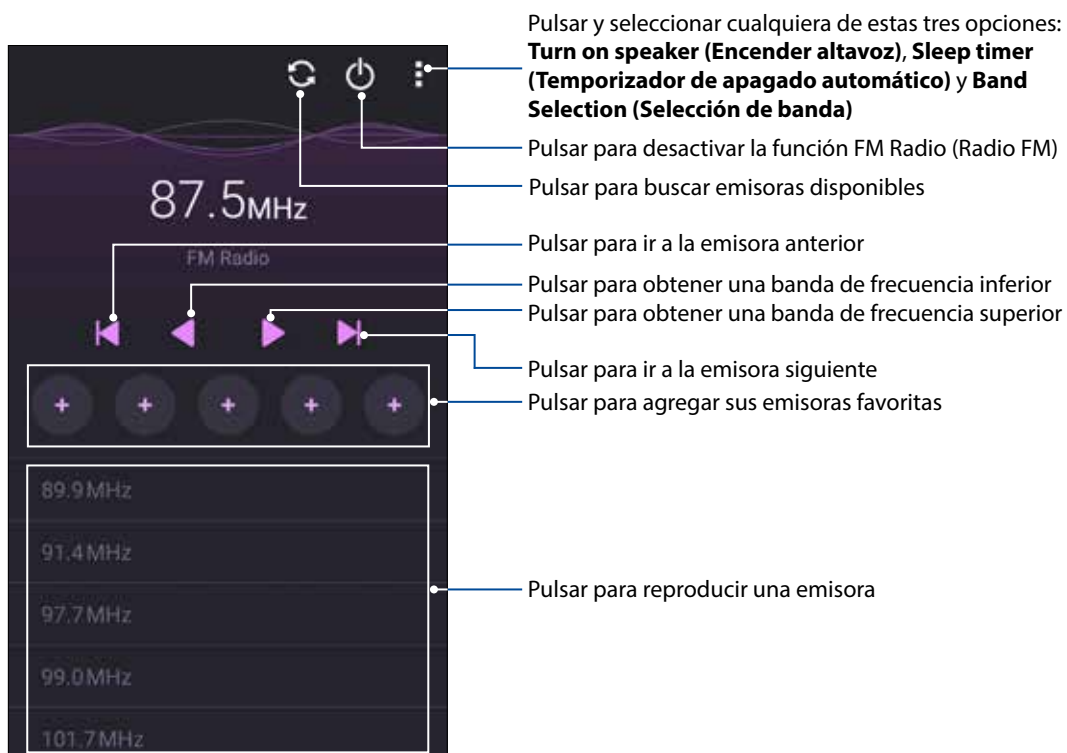 Pulsar y seleccionar cualquiera de estas tres opciones:
Turn on speaker (Encender altavoz), Sleep timer
(Temporizador de apagado automático) y Band
Selection (Selección de banda)
Pulsar para desactivar la función FM Radio (Radio FM)
Pulsar para buscar emisoras disponibles
87.5MHz
FM Radio
Pulsar para ir a la emisora anterior
Pulsar para obtener una banda de frecuencia inferior
Pulsar para obtener una banda de frecuencia superior
Pulsar para ir a la emisora siguiente
Pulsar para agregar sus emisoras favoritas
+ + + + +
89.9MHz
91.4MHz
97.7MHz
99.0MHz
101.7MHz
Pulsar para reproducir una emisora